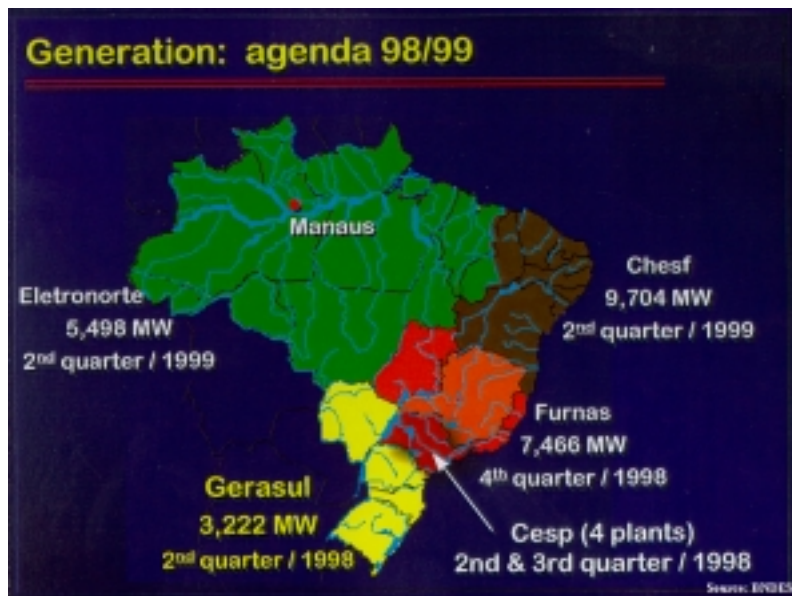 Generation: agenda 98/99
Manaus
Eletronorte
5,498 MW
2nd quarter / 1999
Chesf
9,704 MW
2nd quarter / 1999
Furnas
7,466 MW
4th quarter / 1998
Gerasul
3,222 MW
2nd quarter / 1998
Cesp (4 plants)
2nd & 3rd quarter / 1998
Source: BNDES